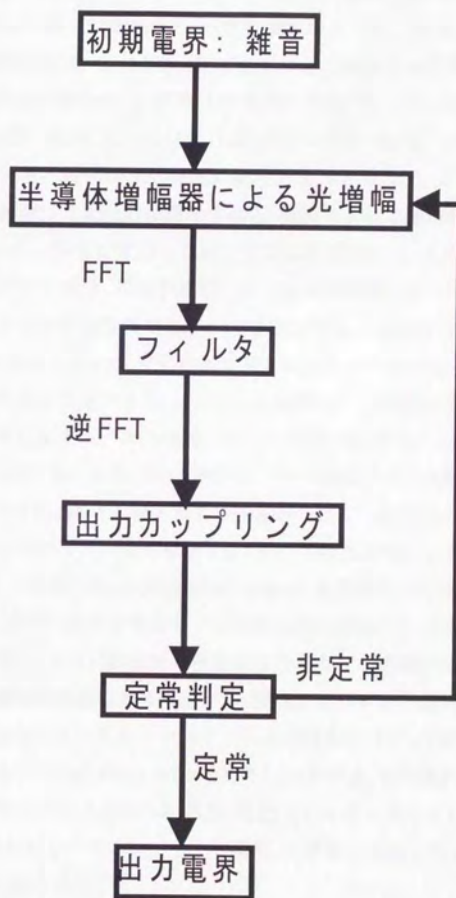 初期電界: 雑音
半導体増幅器による光増幅
FFT
フィルタ
逆FFT
出力カップリング
非定常
定常判定
定常
出力電界